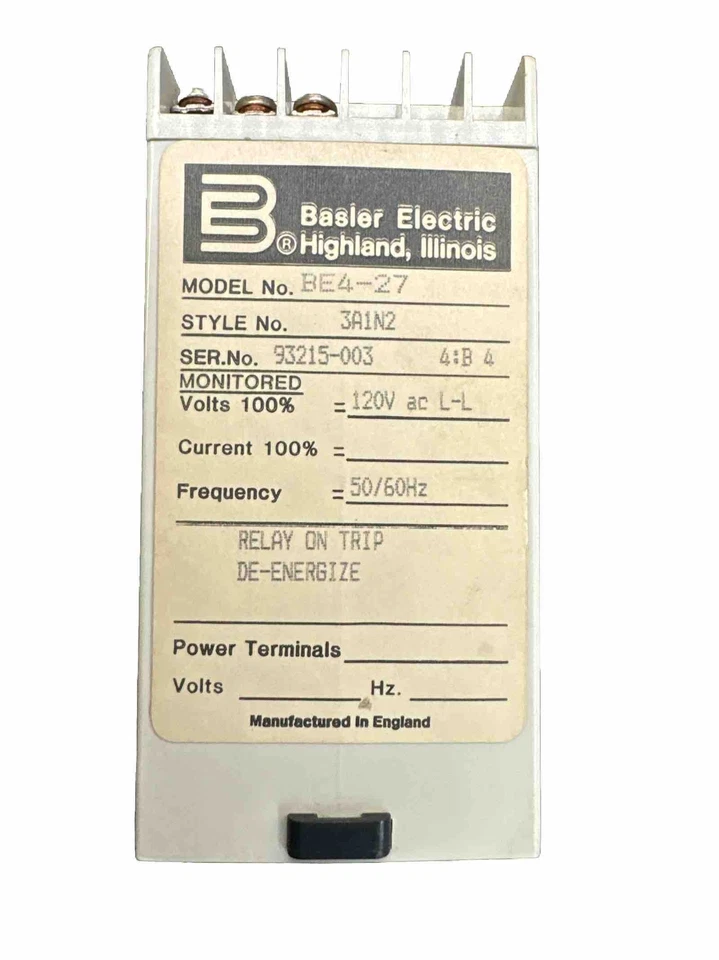 B
Basler Electric
® Highland, Illinois
MODEL No. BE4-27
STYLE No. 3A1N2
SER.No. 93215-003 4:B 4
MONITORED
Volts 100% = 120V ac L-L
Current 100% =
Frequency = 50/60Hz
RELAY ON TRIP
DE-ENERGIZE
Power Terminals
Volts Hz.
Manufactured In England